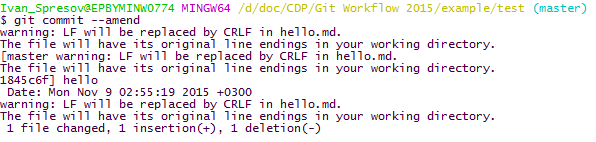 Ivan_Spresov@EPBYMINW0774 MINGW64 /d/doc/CDP/Git Workflow 2015/example/test (master)
$ git commit --amend
warning: LF will be replaced by CRLF in hello.md.
The file will have its original line endings in your working directory.
[master warning: LF will be replaced by CRLF in hello.md.
The file will have its original line endings in your working directory.
1845c6f] hello
 Date: Mon Nov 9 02:55:19 2015 +0300
warning: LF will be replaced by CRLF in hello.md.
The file will have its original line endings in your working directory.
 1 file changed, 1 insertion(+), 1 deletion(-)